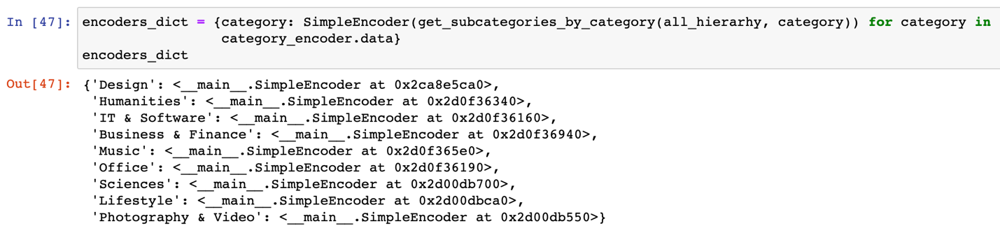 In [47]: encoders_dict = {category: SimpleEncoder(get_subcategories_by_category(all_hierarhy, category)) for category in
category_encoder.data}
encoders_dict
Out[47]: {'Design': <__main__.SimpleEncoder at 0x2ca8e5ca0>,
'Humanities': <__main__.SimpleEncoder at 0x2d0f36340>,
'IT & Software': <__main__.SimpleEncoder at 0x2d0f36160>,
'Business & Finance': <__main__.SimpleEncoder at 0x2d0f36940>,
'Music': <__main__.SimpleEncoder at 0x2d0f365e0>,
'Office': <__main__.SimpleEncoder at 0x2d0f36190>,
'Sciences': <__main__.SimpleEncoder at 0x2d00db700>,
'Lifestyle': <__main__.SimpleEncoder at 0x2d00dbca0>,
'Photography & Video': <__main__.SimpleEncoder at 0x2d00db550>}